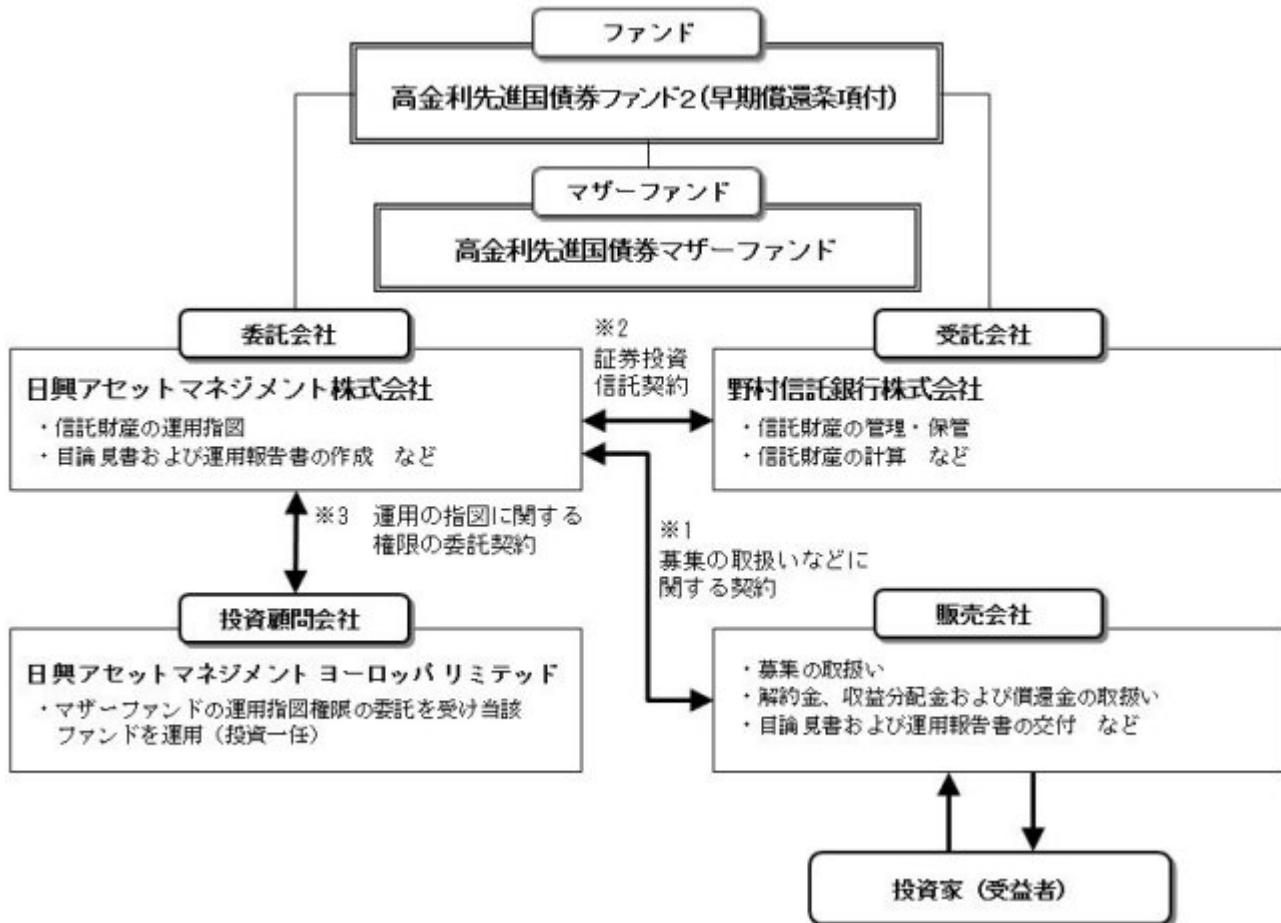 ファンド
高金利先進国債券ファンド2(早期償還条項付)
マザーファンド
高金利先進国債券マザーファンド
委託会社
日興アセットマネジメント株式会社
・信託財産の運用指図
・目論見書および運用報告書の作成 など
※2
証券投資
信託契約
受託会社
野村信託銀行株式会社
・信託財産の管理・保管
・信託財産の計算 など
※3 運用の指図に関する
権限の委託契約
※1
募集の取扱いなどに
関する契約
投資顧問会社
日興アセットマネジメント ヨーロッパ リミテッド
・マザーファンドの運用指図権限の委託を受け当該
ファンドを運用(投資一任)
販売会社
・募集の取扱い
・解約金、収益分配金および償還金の取扱い
・目論見書および運用報告書の交付 など
投資家(受益者)